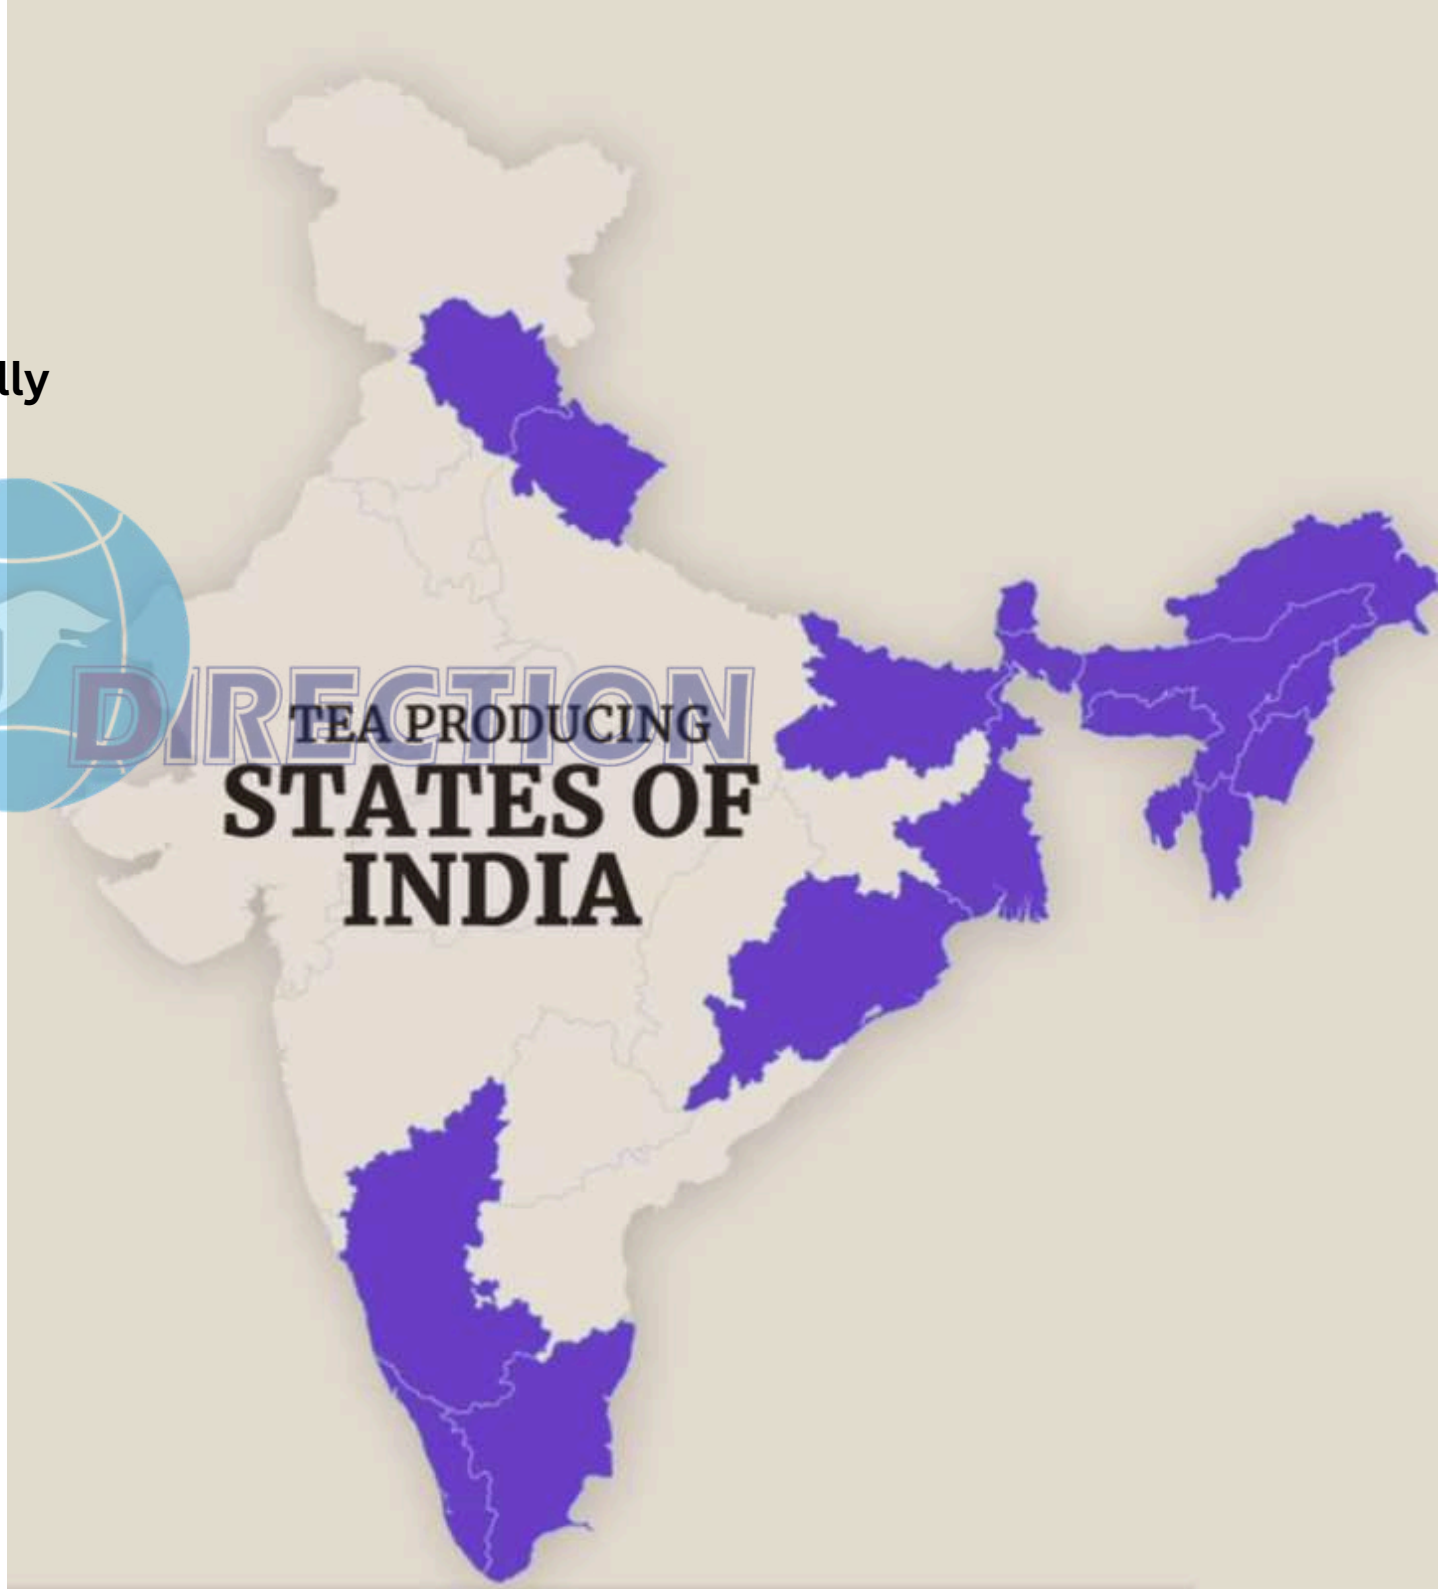 lly
DIRECTION
TEA PRODUCING
STATES OF
INDIA